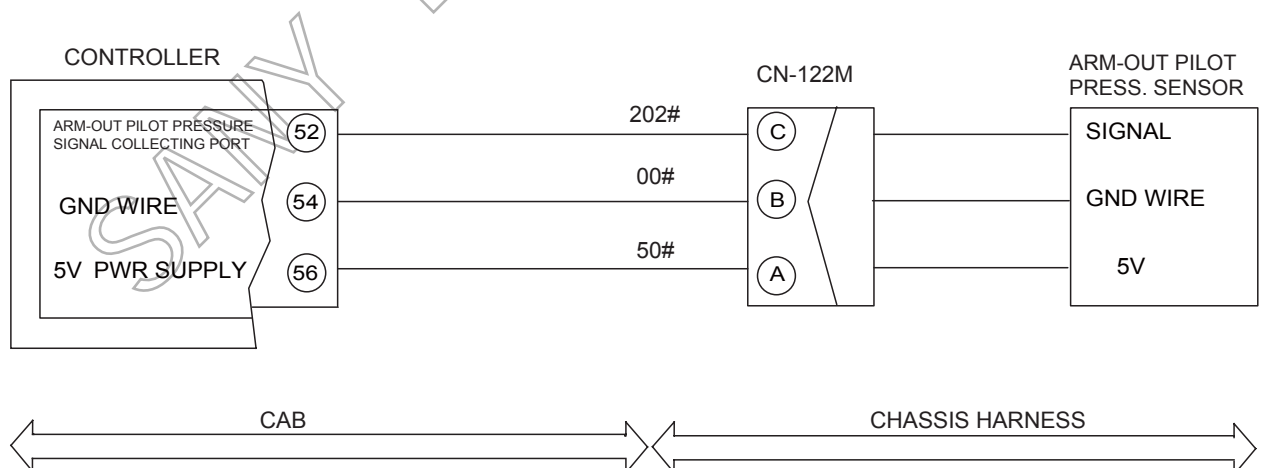 CONTROLLER
CN-122M
ARM-OUT PILOT
PRESS. SENSOR
ARM-OUT PILOT PRESSURE
SIGNAL COLLECTING PORT
52
202#
C
SIGNAL
GND WIRE
54
00#
B
GND WIRE
5V PWR SUPPLY
56
50#
A
5V
CAB
CHASSIS HARNESS
SANY